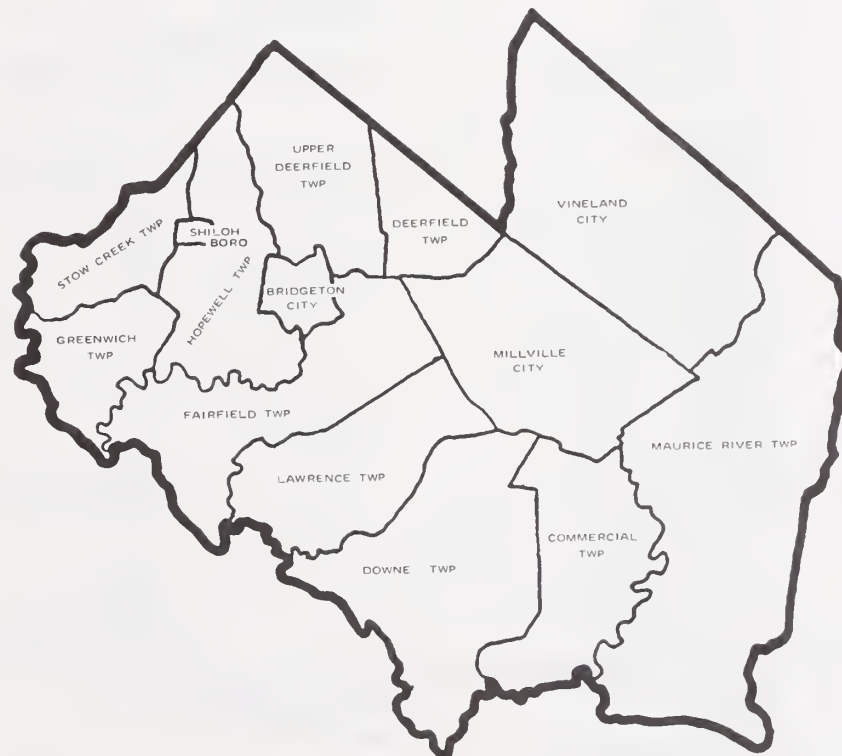 UPPER
DEERFIELD
TWP
DEERFIELD
TWP
VINELAND
CITY
STOW CREEK TWP
SHILOH
BORO
HOPEWELL TWP
BRIDGETON
CITY
GREENWICH
TWP
MILLVILLE
CITY
FAIRFIELD TWP
MAURICE RIVER TWP
LAWRENCE TWP
COMMERCIAL
TWP
DOWNE TWP